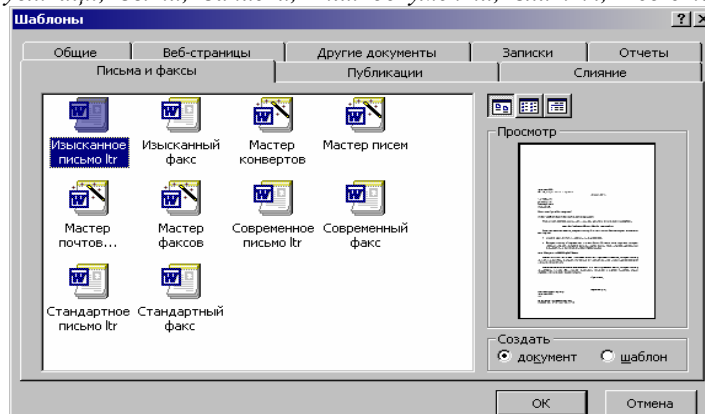 Шаблоны
Общие Веб-страницы Другие документы Записки Отчеты
Письма и факсы Публикации Слияние
Изысканное письмо ltr
Изысканный факс
Мастер конвертов
Мастер писем
Мастер почтов...
Мастер факсов
Современное письмо ltr
Современный факс
Стандартное письмо ltr
Стандартный факс
Просмотр
Создать
документ шаблон
ОК Отмена